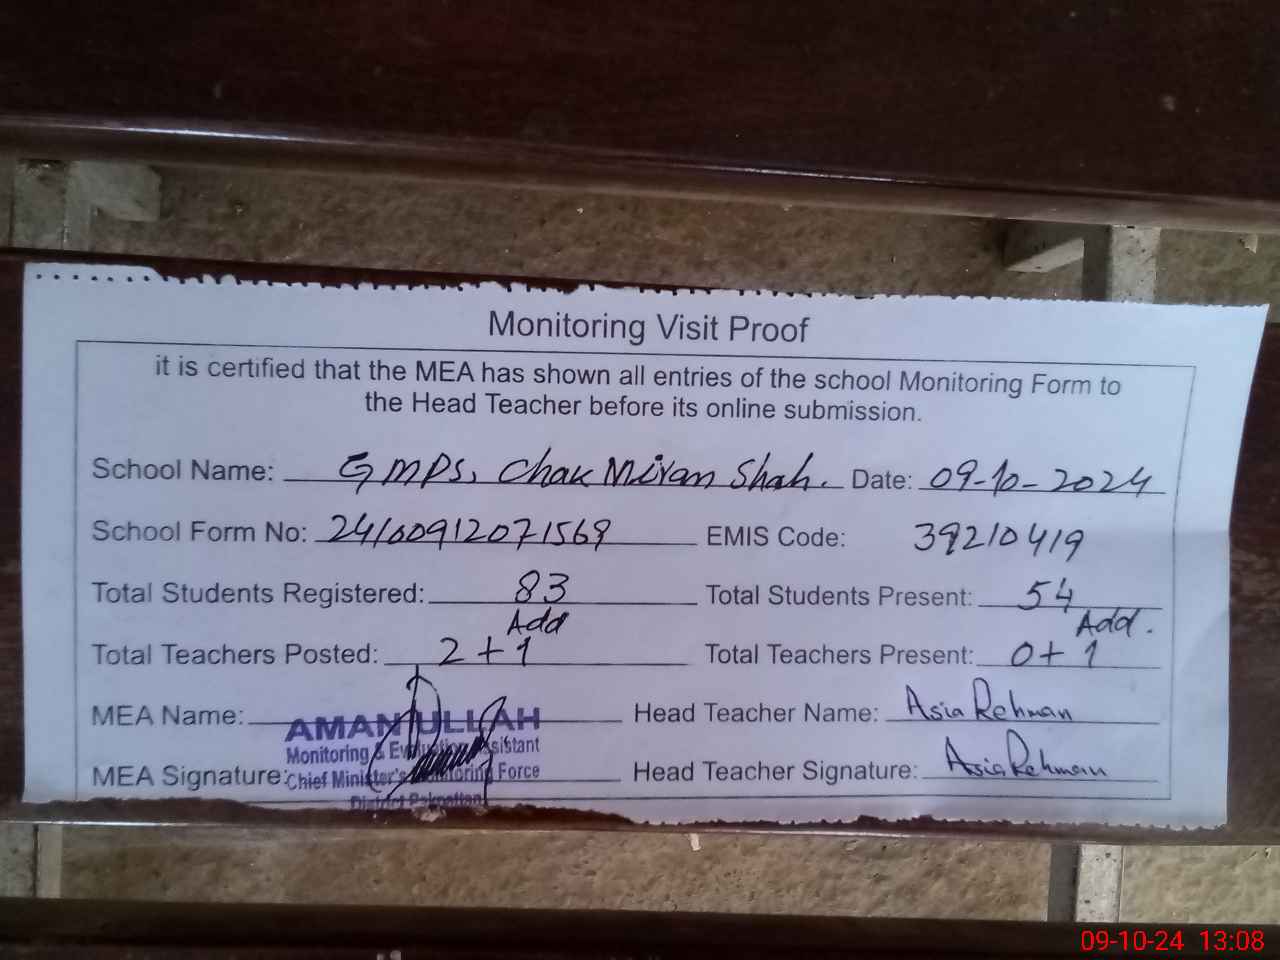 Monitoring Visit Proof
it is certified that the MEA has shown all entries of the school Monitoring Form to
the Head Teacher before its online submission.
School Name: GMPS, Chak Miran Shah. Date: 09-10-2024
School Form No: 24100912071569 EMIS Code: 39210419
Total Students Registered: 83 Total Students Present: 54
Add Add.
Total Teachers Posted: 2+1 Total Teachers Present: 0+1
MEA Name: AMAN ULLAH Head Teacher Name: Asia Rehman
Monitoring & Evaluation Assistant
MEA Signature: Chief Minister's Monitoring Force Head Teacher Signature: Asia Rehman
District Pakpattan
09-10-24 13:08